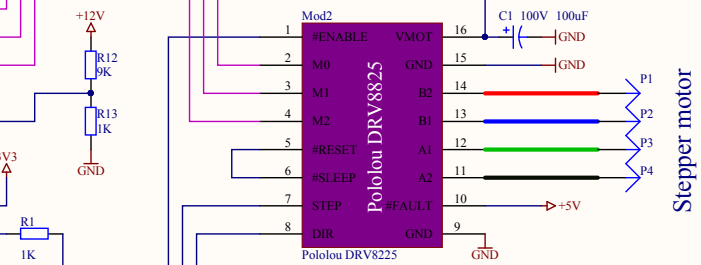 Mod2
C1 100V 100uF
+12V
1 #ENABLE VMOT 16 GND
R12
9K
2 M0 GND 15 GND
3 M1 B2 14 P1
R13
1K
4 M2 B1 13 P2
5 #RESET A1 12 P3
GND
6 #SLEEP A2 11 P4
7 STEP #FAULT 10 +5V
R1
1K
8 DIR GND 9
GND
Pololou DRV8825
Pololou DRV8225
Stepper motor